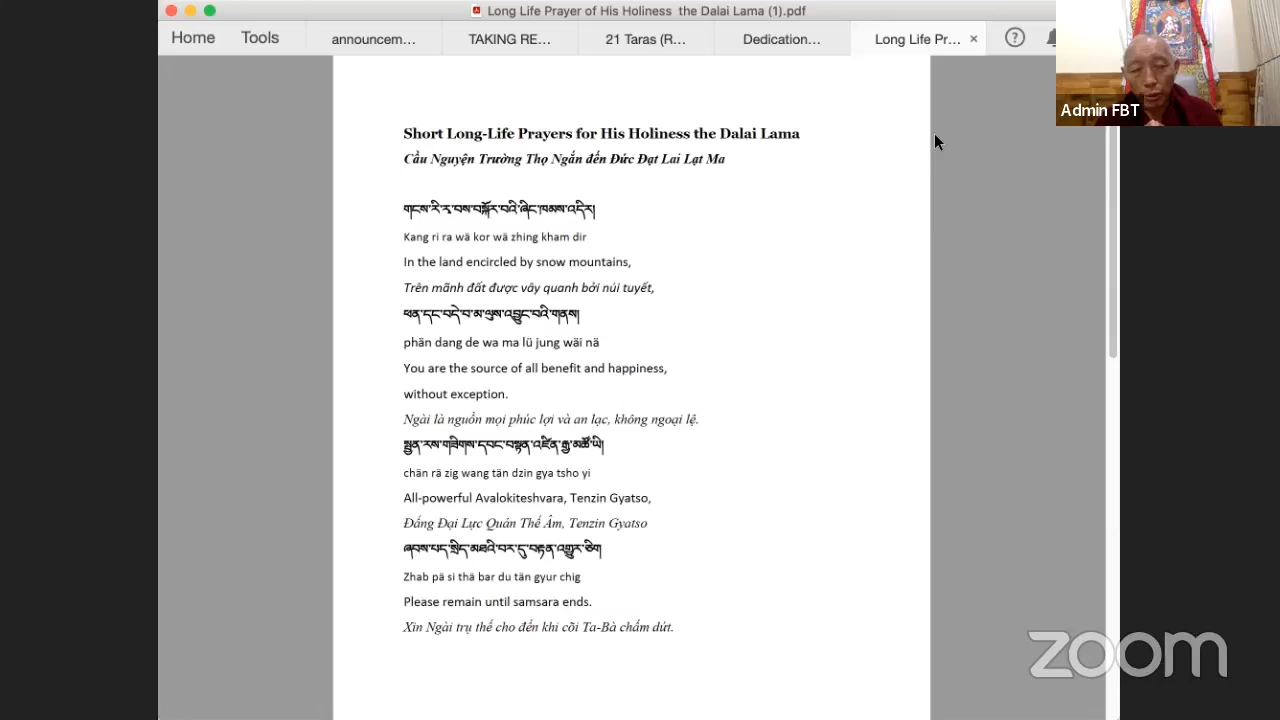 Long Life Prayer of His Holiness the Dalai Lama (1).pdf
Home Tools announcem... TAKING RE... 21 Taras (R... Dedication... Long Life Pr... ×
Admin FBT
Short Long-Life Prayers for His Holiness the Dalai Lama
Cầu Nguyện Trường Thọ Ngắn đến Đức Đạt Lai Lạt Ma
གངས་རི་ར྄་བས་བསྐོར་བའི་ཞིང་ཁམས་འདིར།
Kang ri ra wä kor wä zhing kham dir
In the land encircled by snow mountains,
Trên mãnh đất được vây quanh bởi núi tuyết,
ཕན་དང་བདེ་བ་མ་ལུས་འབྱུང་བའི་གནས།
phän dang de wa ma lü jung wäi nä
You are the source of all benefit and happiness,
without exception.
Ngài là nguồn mọi phúc lợi và an lạc, không ngoại lệ.
སྤྱན་རས་གཟིགས་དབང་བསྟན་འཛིན་རྒྱ་མཚོ་ཡི།
chän rä zig wang tän dzin gya tsho yi
All-powerful Avalokiteshvara, Tenzin Gyatso,
Đấng Đại Lực Quán Thế Âm, Tenzin Gyatso
ཞབས་པད་སྲིད་མཐའི་བར་དུ་བརྟན་འགྱུར་ཅིག
Zhab pä si thä bar du tän gyur chig
Please remain until samsara ends.
Xin Ngài trụ thế cho đến khi cõi Ta-Bà chấm dứt.
zoom